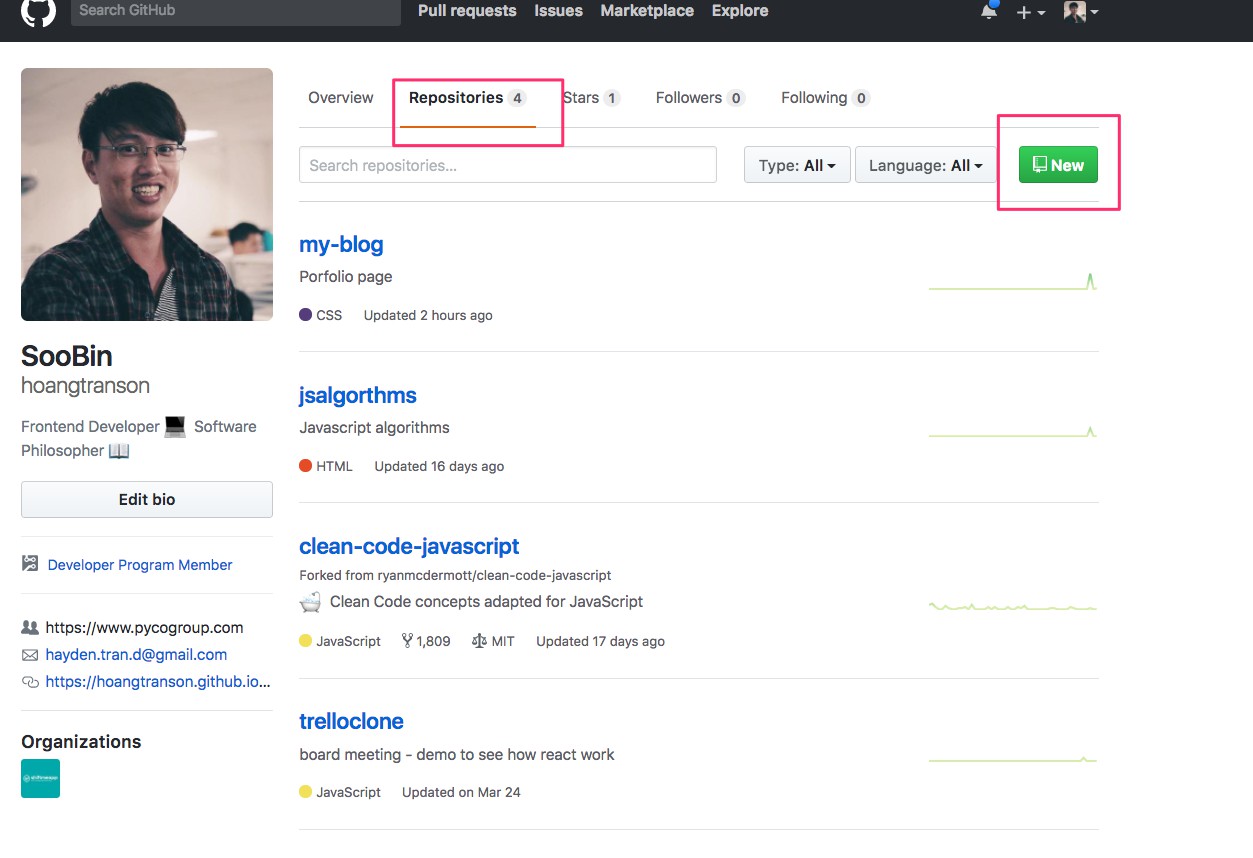 Search GitHub
Pull requests Issues Marketplace Explore
Overview Repositories 4 Stars 1 Followers 0 Following 0
Search repositories... Type: All Language: All New
my-blog
Porfolio page
CSS Updated 2 hours ago
SooBin
hoangtranson
Frontend Developer 💻 Software
Philosopher 📖
Edit bio
Developer Program Member
https://www.pycogroup.com
hayden.tran.d@gmail.com
https://hoangtranson.github.io...
Organizations
jsalgorthms
Javascript algorithms
HTML Updated 16 days ago
clean-code-javascript
Forked from ryanmcdermott/clean-code-javascript
🛁 Clean Code concepts adapted for JavaScript
JavaScript 1,809 MIT Updated 17 days ago
trelloclone
board meeting - demo to see how react work
JavaScript Updated on Mar 24